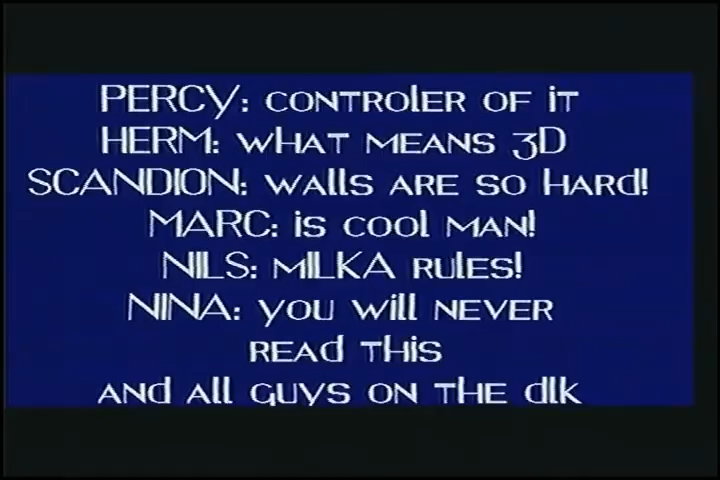 PERCY: CONTROlER OF iT
HERM: WHAT MEANS 3D
SCANDION: WAlls ARE SO HARd!
MARC: is COOl MAN!
NILS: MILKA RUlES!
NINA: YOU Will NEVER
READ THis
ANd All GUYS ON THE dlK